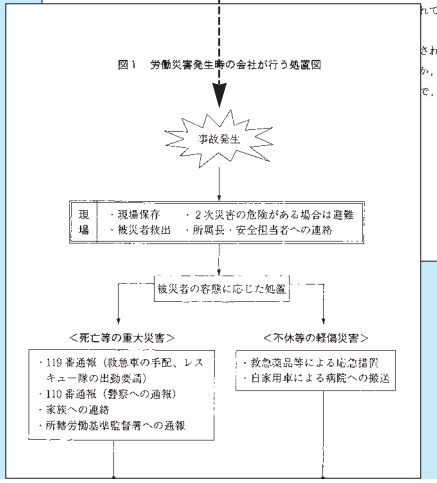 れて
され
か,
で,
図1 労働災害発生時の会社が行う処置図
事故発生
現場
・現場保存 ・2次災害の危険がある場合は避難
・被災者救出 ・所属長・安全担当者への連絡
被災者の容態に応じた処置
<死亡等の重大災害>
・119番通報(救急車の手配、レス
キュー隊の出動要請)
・110番通報(警察への通報)
・家族への連絡
・所轄労働基準監督署への通報
<不休等の軽傷災害>
・救急薬品等による応急措置
・自家用車による病院への搬送